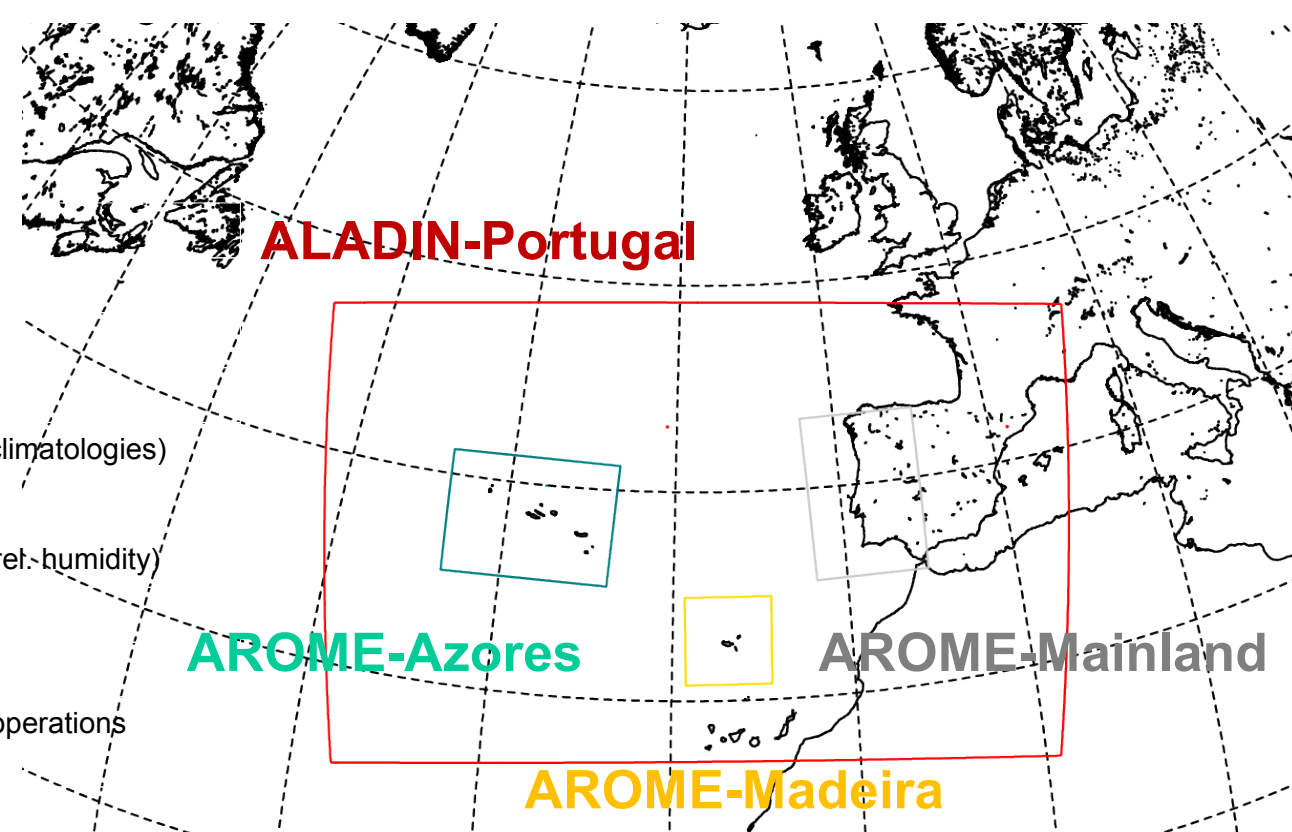 ALADIN-Portugal
climatologies)
rel. humidity)
AROME-Azores
AROME-Mainland
operations
AROME-Madeira